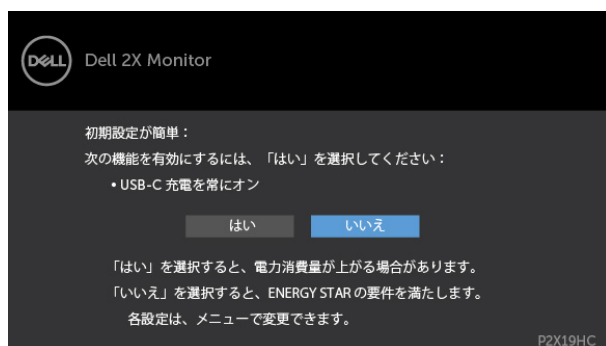 DELL
Dell 2X Monitor
初期設定が簡単：
次の機能を有効にするには、「はい」を選択してください：
• USB-C 充電を常にオン
はい
いいえ
「はい」を選択すると、電力消費量が上がる場合があります。
「いいえ」を選択すると、ENERGY STAR の要件を満たします。
各設定は、メニューで変更できます。
P2X19HC